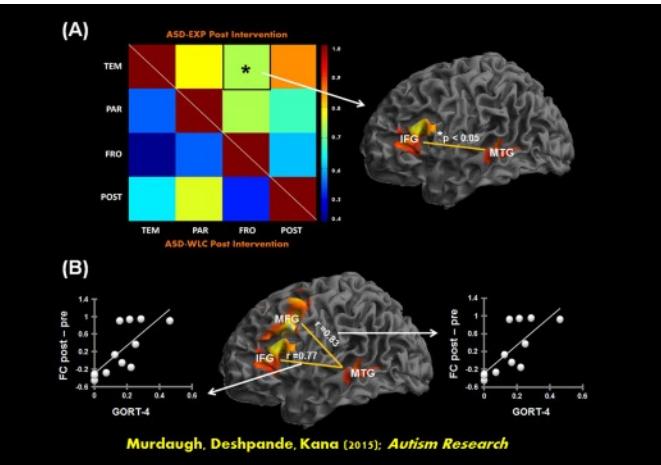 (A)
ASD-EXP Post Intervention
TEM
PAR
FRO
POST
*
1.0
0.9
0.8
0.7
0.6
0.5
0.4
TEM PAR FRO POST
ASD-WLC Post Intervention
IFG
* p < 0.05
MTG
(B)
FC post – pre
1.4
1
0.6
0.2
-0.2
-0.6
0 0.2 0.4 0.6
GORT-4
MFG
r =0.83
IFG
r =0.77
MTG
FC post – pre
1.4
1
0.6
0.2
-0.2
-0.6
0 0.2 0.4 0.6
GORT-4
Murdaugh, Deshpande, Kana (2015); Autism Research